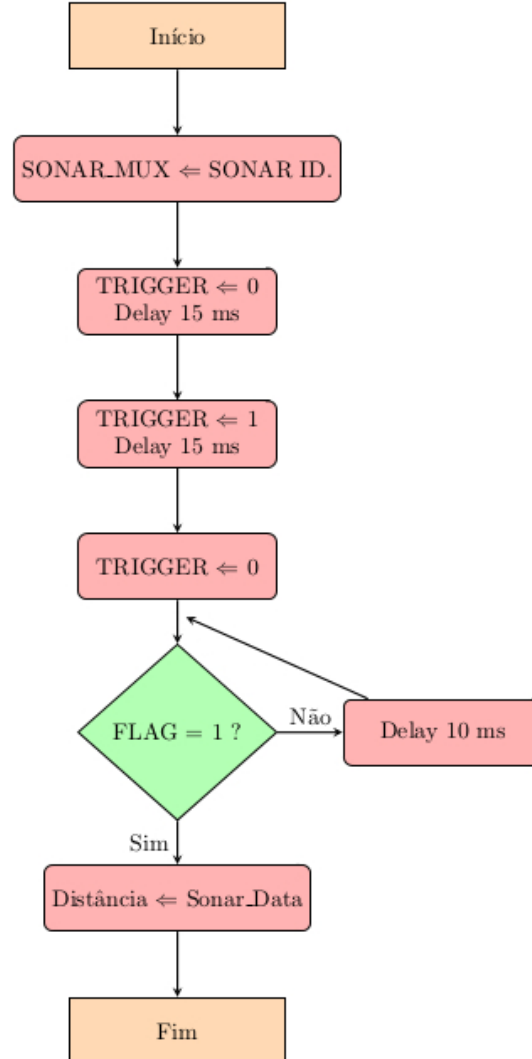 Início
SONAR_MUX ⇐ SONAR ID.
TRIGGER ⇐ 0
Delay 15 ms
TRIGGER ⇐ 1
Delay 15 ms
TRIGGER ⇐ 0
FLAG = 1 ?
Não
Delay 10 ms
Sim
Distância ⇐ Sonar_Data
Fim